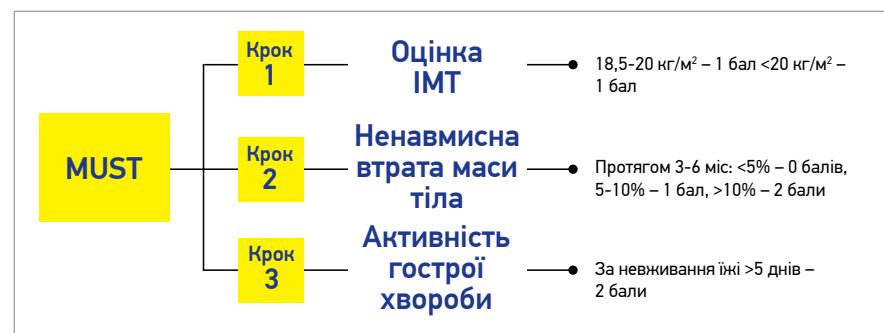 MUST
Крок
1
Оцінка
ІМТ
18,5-20 кг/м² – 1 бал <20 кг/м² –
1 бал
Крок
2
Ненавмисна
втрата маси
тіла
Протягом 3-6 міс: <5% – 0 балів,
5-10% – 1 бал, >10% – 2 бали
Крок
3
Активність
гострої
хвороби
За невживання їжі >5 днів –
2 бали